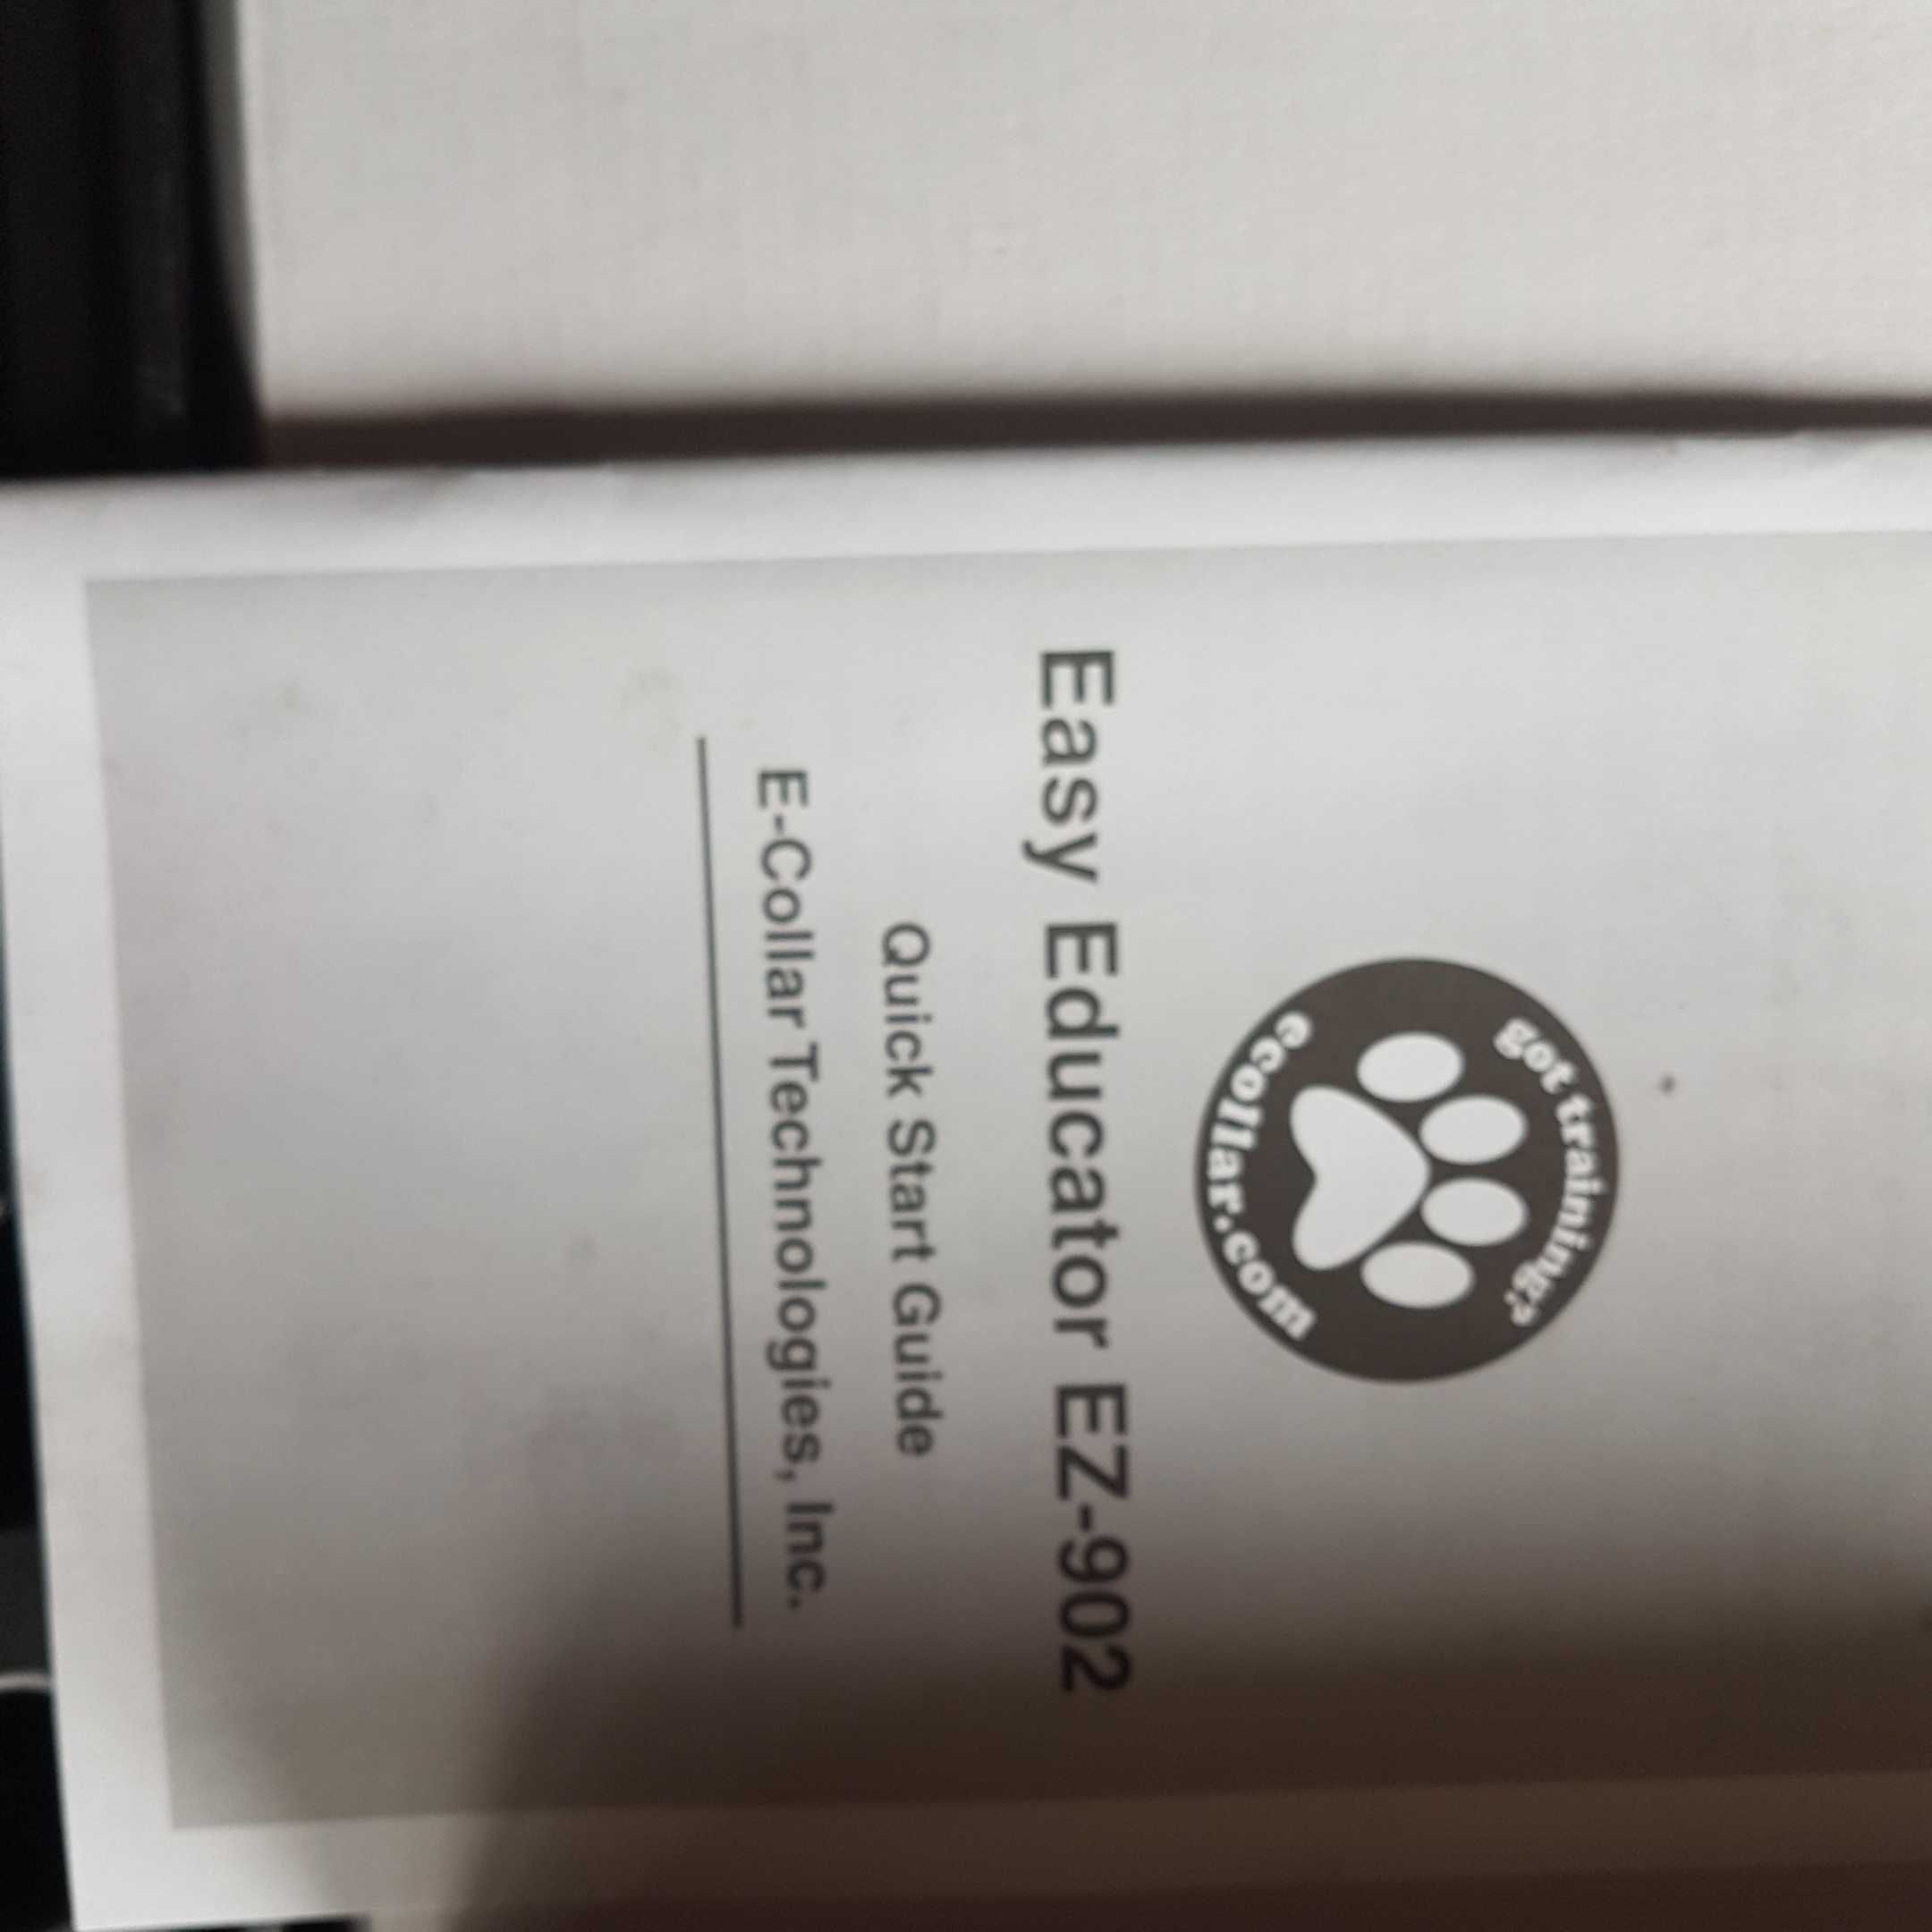 got training?
ecollar.com
Easy Educator EZ-902
Quick Start Guide
E-Collar Technologies, Inc.